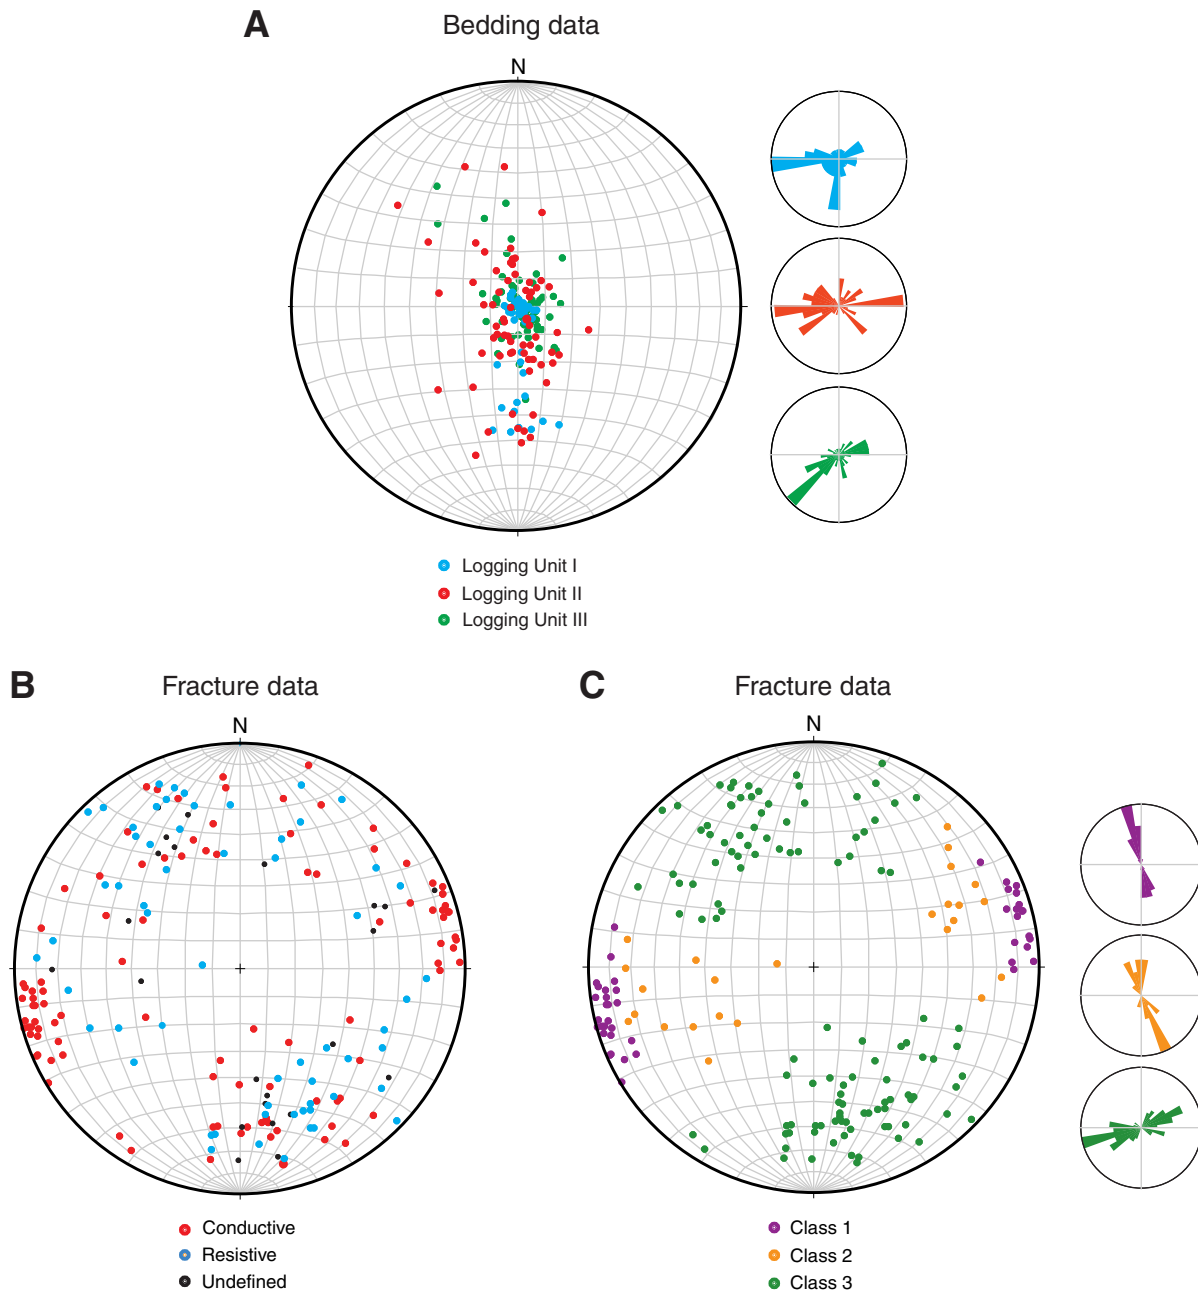 A
Bedding data
N
Logging Unit I
Logging Unit II
Logging Unit III
B
Fracture data
N
Conductive
Resistive
Undefined
C
Fracture data
N
Class 1
Class 2
Class 3